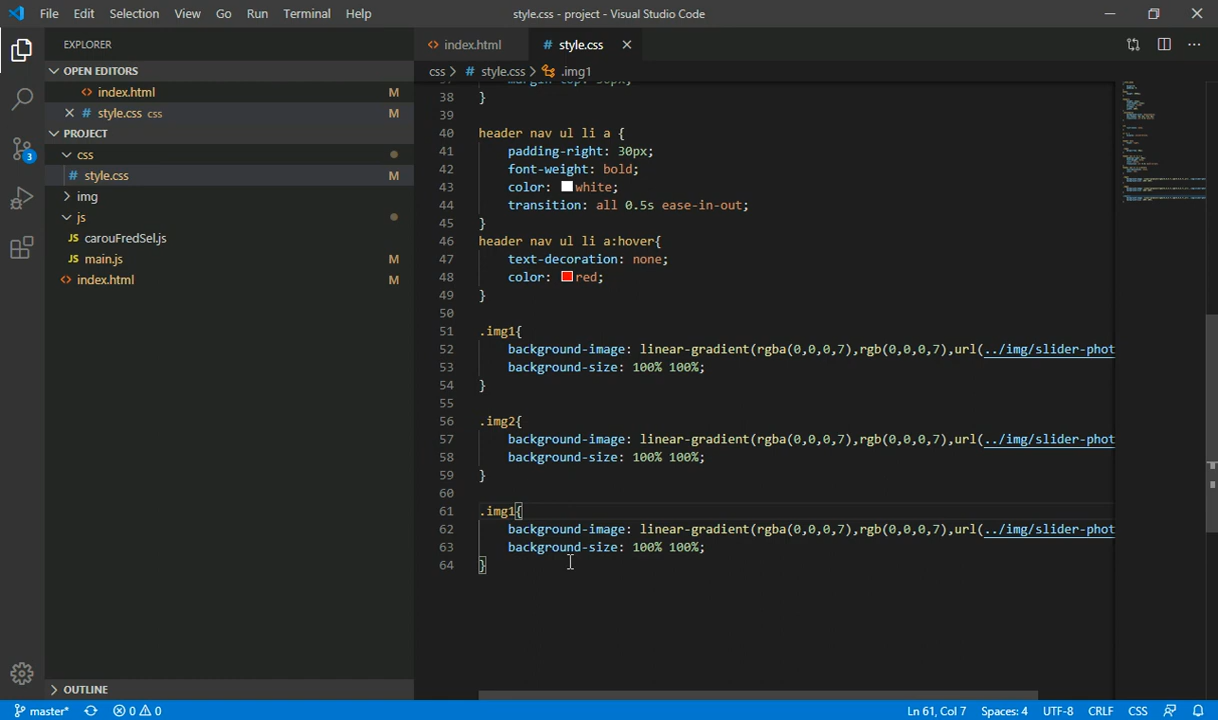 File Edit Selection View Go Run Terminal Help style.css - project - Visual Studio Code
EXPLORER
OPEN EDITORS
index.html M
style.css css M
PROJECT
css
style.css M
img
js
JS carouFredSel.js
JS main.js M
index.html M
OUTLINE
index.html # style.css
css > # style.css > .img1
38 }
39
40 header nav ul li a {
41 padding-right: 30px;
42 font-weight: bold;
43 color: white;
44 transition: all 0.5s ease-in-out;
45 }
46 header nav ul li a:hover{
47 text-decoration: none;
48 color: red;
49 }
50
51 .img1{
52 background-image: linear-gradient(rgba(0,0,0,7),rgb(0,0,0,7),url(../img/slider-phot
53 background-size: 100% 100%;
54 }
55
56 .img2{
57 background-image: linear-gradient(rgba(0,0,0,7),rgb(0,0,0,7),url(../img/slider-phot
58 background-size: 100% 100%;
59 }
60
61 .img1{
62 background-image: linear-gradient(rgba(0,0,0,7),rgb(0,0,0,7),url(../img/slider-phot
63 background-size: 100% 100%;
64 }
3
master* 0 0 Ln 61, Col 7 Spaces: 4 UTF-8 CRLF CSS